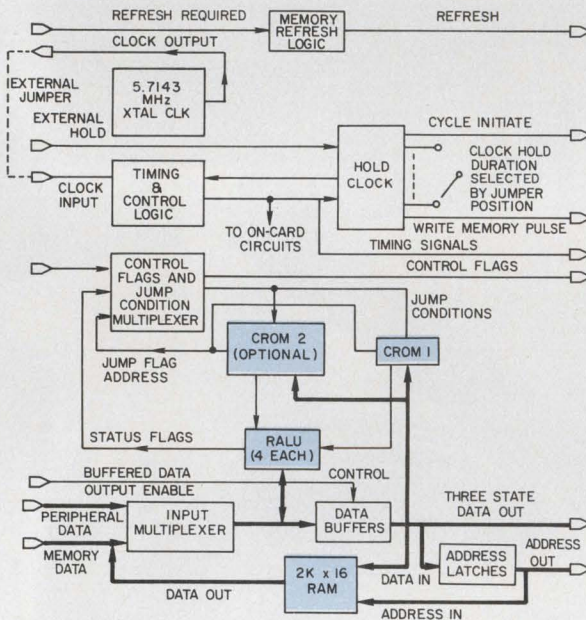 REFRESH REQUIRED
MEMORY
REFRESH
LOGIC
REFRESH
CLOCK OUTPUT
EXTERNAL
JUMPER
5.7143
MHz
XTAL CLK
EXTERNAL
HOLD
CYCLE INITIATE
HOLD
CLOCK
CLOCK HOLD
DURATION
SELECTED
BY JUMPER
POSITION
CLOCK
INPUT
TIMING
&
CONTROL
LOGIC
TO ON-CARD
CIRCUITS
WRITE MEMORY PULSE
TIMING SIGNALS
CONTROL FLAGS
CONTROL
FLAGS AND
JUMP
CONDITION
MULTIPLEXER
JUMP
CONDITIONS
CROM 2
(OPTIONAL)
CROM 1
JUMP FLAG
ADDRESS
STATUS FLAGS
RALU
(4 EACH)
BUFFERED DATA
OUTPUT ENABLE
CONTROL
PERIPHERAL
DATA
MEMORY
DATA
INPUT
MULTIPLEXER
DATA
BUFFERS
THREE STATE
DATA OUT
ADDRESS
LATCHES
ADDRESS
OUT
DATA IN
2K x 16
RAM
DATA OUT
ADDRESS IN